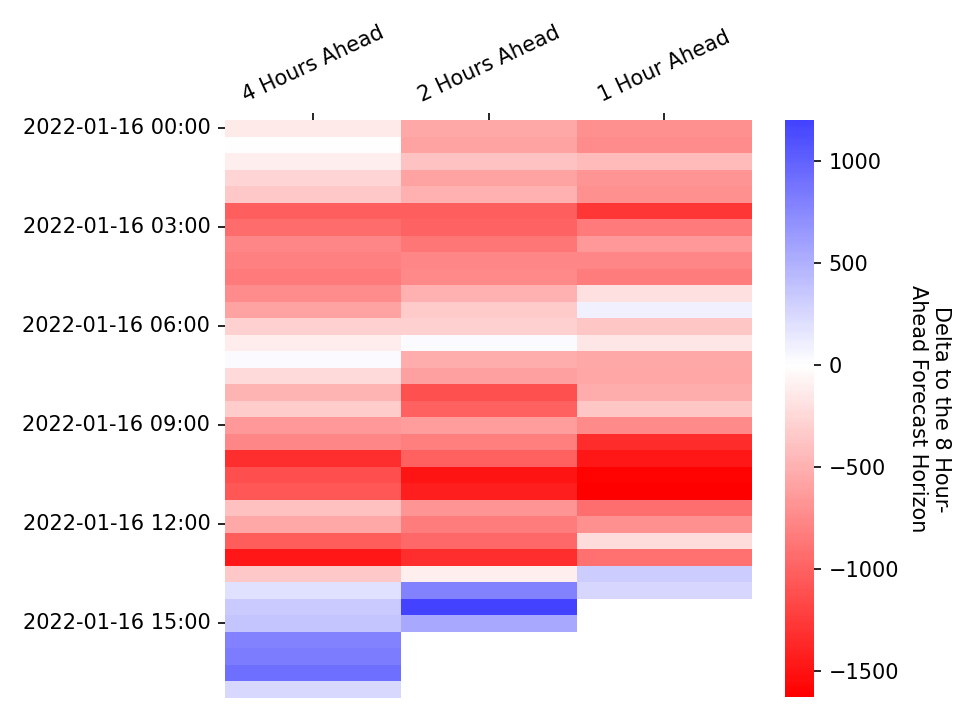 4 Hours Ahead
2 Hours Ahead
1 Hour Ahead
2022-01-16 00:00
2022-01-16 03:00
2022-01-16 06:00
2022-01-16 09:00
2022-01-16 12:00
2022-01-16 15:00
1000
500
0
−500
−1000
−1500
Delta to the 8 Hour-
Ahead Forecast Horizon